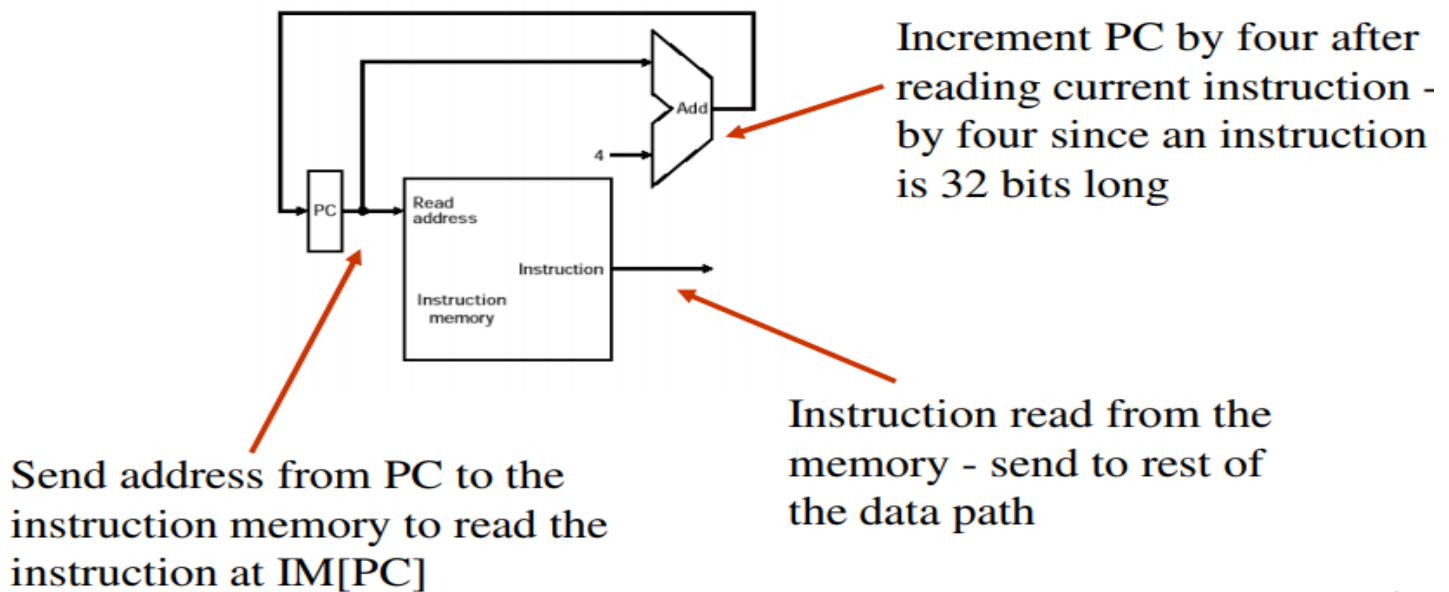 Increment PC by four after
reading current instruction -
by four since an instruction
is 32 bits long
Add
4
PC
Read
address
Instruction
Instruction
memory
Instruction read from the
memory - send to rest of
the data path
Send address from PC to the
instruction memory to read the
instruction at IM[PC]